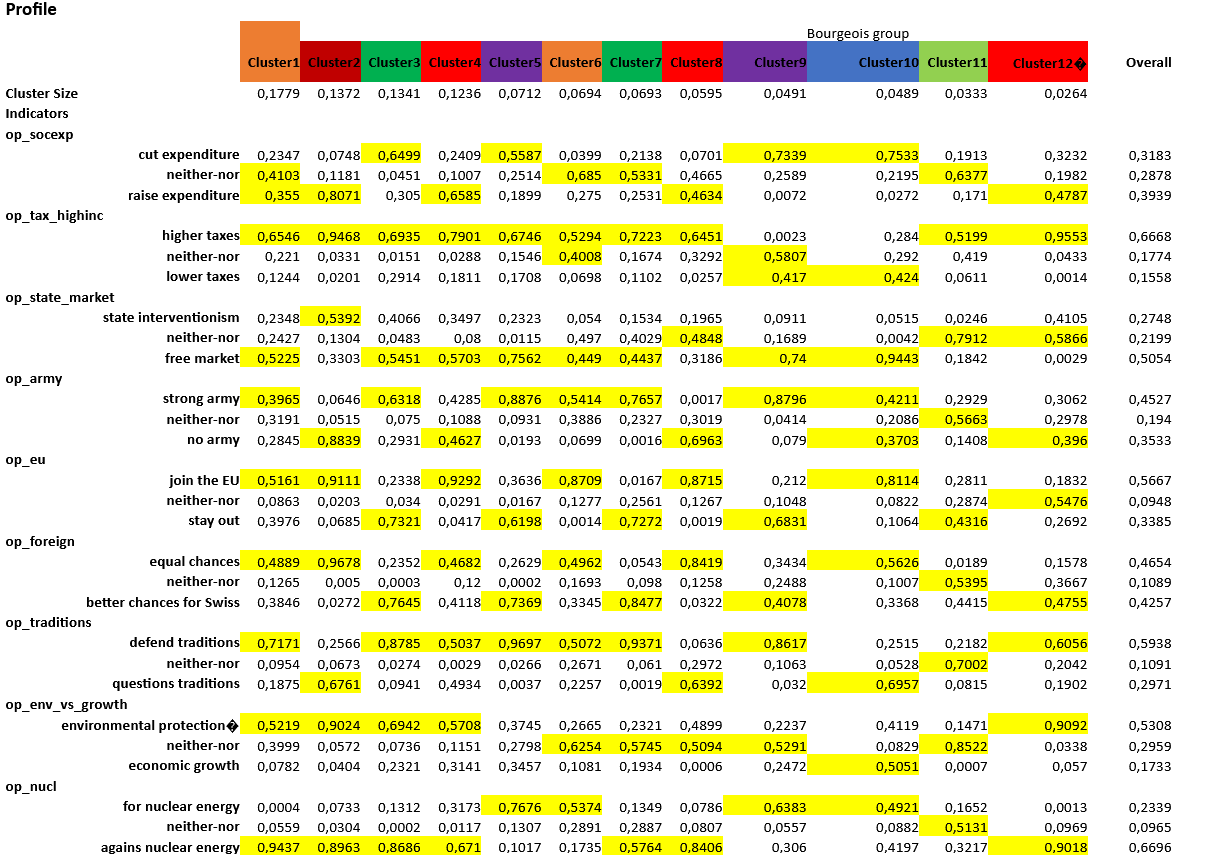 Profile
Bourgeois group
Cluster1 Cluster2 Cluster3 Cluster4 Cluster5 Cluster6 Cluster7 Cluster8 Cluster9 Cluster10 Cluster11 Cluster12� Overall
Cluster Size 0,1779 0,1372 0,1341 0,1236 0,0712 0,0694 0,0693 0,0595 0,0491 0,0489 0,0333 0,0264
Indicators
op_socexp
cut expenditure 0,2347 0,0748 0,6499 0,2409 0,5587 0,0399 0,2138 0,0701 0,7339 0,7533 0,1913 0,3232 0,3183
neither-nor 0,4103 0,1181 0,0451 0,1007 0,2514 0,685 0,5331 0,4665 0,2589 0,2195 0,6377 0,1982 0,2878
raise expenditure 0,355 0,8071 0,305 0,6585 0,1899 0,275 0,2531 0,4634 0,0072 0,0272 0,171 0,4787 0,3939
op_tax_highinc
higher taxes 0,6546 0,9468 0,6935 0,7901 0,6746 0,5294 0,7223 0,6451 0,0023 0,284 0,5199 0,9553 0,6668
neither-nor 0,221 0,0331 0,0151 0,0288 0,1546 0,4008 0,1674 0,3292 0,5807 0,292 0,419 0,0433 0,1774
lower taxes 0,1244 0,0201 0,2914 0,1811 0,1708 0,0698 0,1102 0,0257 0,417 0,424 0,0611 0,0014 0,1558
op_state_market
state interventionism 0,2348 0,5392 0,4066 0,3497 0,2323 0,054 0,1534 0,1965 0,0911 0,0515 0,0246 0,4105 0,2748
neither-nor 0,2427 0,1304 0,0483 0,08 0,0115 0,497 0,4029 0,4848 0,1689 0,0042 0,7912 0,5866 0,2199
free market 0,5225 0,3303 0,5451 0,5703 0,7562 0,449 0,4437 0,3186 0,74 0,9443 0,1842 0,0029 0,5054
op_army
strong army 0,3965 0,0646 0,6318 0,4285 0,8876 0,5414 0,7657 0,0017 0,8796 0,4211 0,2929 0,3062 0,4527
neither-nor 0,3191 0,0515 0,075 0,1088 0,0931 0,3886 0,2327 0,3019 0,0414 0,2086 0,5663 0,2978 0,194
no army 0,2845 0,8839 0,2931 0,4627 0,0193 0,0699 0,0016 0,6963 0,079 0,3703 0,1408 0,396 0,3533
op_eu
join the EU 0,5161 0,9111 0,2338 0,9292 0,3636 0,8709 0,0167 0,8715 0,212 0,8114 0,2811 0,1832 0,5667
neither-nor 0,0863 0,0203 0,034 0,0291 0,0167 0,1277 0,2561 0,1267 0,1048 0,0822 0,2874 0,5476 0,0948
stay out 0,3976 0,0685 0,7321 0,0417 0,6198 0,0014 0,7272 0,0019 0,6831 0,1064 0,4316 0,2692 0,3385
op_foreign
equal chances 0,4889 0,9678 0,2352 0,4682 0,2629 0,4962 0,0543 0,8419 0,3434 0,5626 0,0189 0,1578 0,4654
neither-nor 0,1265 0,005 0,0003 0,12 0,0002 0,1693 0,098 0,1258 0,2488 0,1007 0,5395 0,3667 0,1089
better chances for Swiss 0,3846 0,0272 0,7645 0,4118 0,7369 0,3345 0,8477 0,0322 0,4078 0,3368 0,4415 0,4755 0,4257
op_traditions
defend traditions 0,7171 0,2566 0,8785 0,5037 0,9697 0,5072 0,9371 0,0636 0,8617 0,2515 0,2182 0,6056 0,5938
neither-nor 0,0954 0,0673 0,0274 0,0029 0,0266 0,2671 0,061 0,2972 0,1063 0,0528 0,7002 0,2042 0,1091
questions traditions 0,1875 0,6761 0,0941 0,4934 0,0037 0,2257 0,0019 0,6392 0,032 0,6957 0,0815 0,1902 0,2971
op_env_vs_growth
environmental protection� 0,5219 0,9024 0,6942 0,5708 0,3745 0,2665 0,2321 0,4899 0,2237 0,4119 0,1471 0,9092 0,5308
neither-nor 0,3999 0,0572 0,0736 0,1151 0,2798 0,6254 0,5745 0,5094 0,5291 0,0829 0,8522 0,0338 0,2959
economic growth 0,0782 0,0404 0,2321 0,3141 0,3457 0,1081 0,1934 0,0006 0,2472 0,5051 0,0007 0,057 0,1733
op_nucl
for nuclear energy 0,0004 0,0733 0,1312 0,3173 0,7676 0,5374 0,1349 0,0786 0,6383 0,4921 0,1652 0,0013 0,2339
neither-nor 0,0559 0,0304 0,0002 0,0117 0,1307 0,2891 0,2887 0,0807 0,0557 0,0882 0,5131 0,0969 0,0965
agains nuclear energy 0,9437 0,8963 0,8686 0,671 0,1017 0,1735 0,5764 0,8406 0,306 0,4197 0,3217 0,9018 0,6696